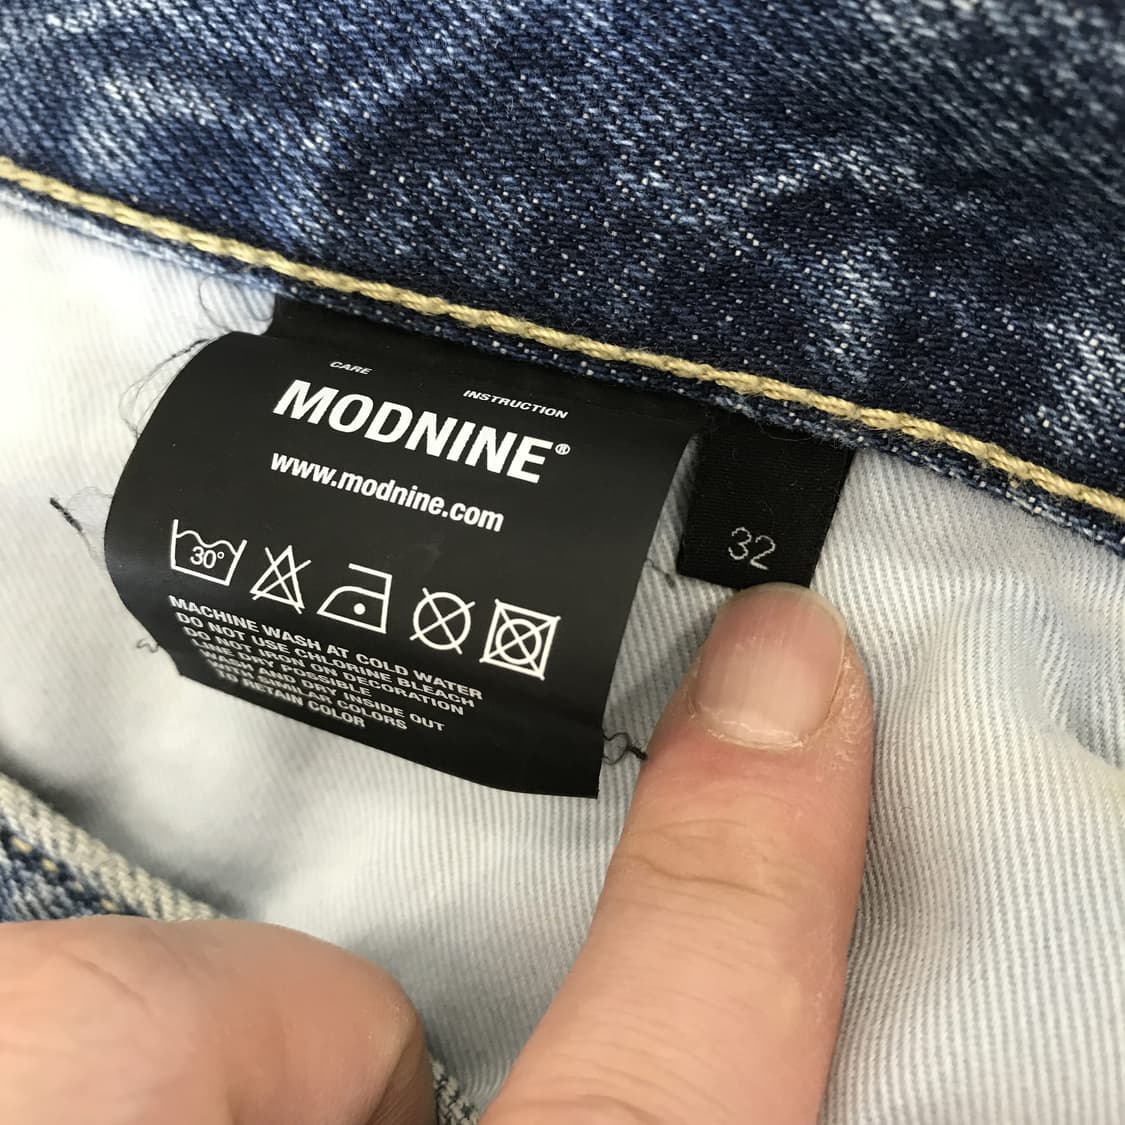 CARE INSTRUCTION
MODNINE®
www.modnine.com
32
30°
MACHINE WASH AT COLD WATER
DO NOT USE CHLORINE BLEACH
DO NOT IRON ON DECORATION
LINE DRY POSSIBLE
WASH AND DRY INSIDE OUT
WITH SIMILAR COLORS
TO RETAIN COLOR